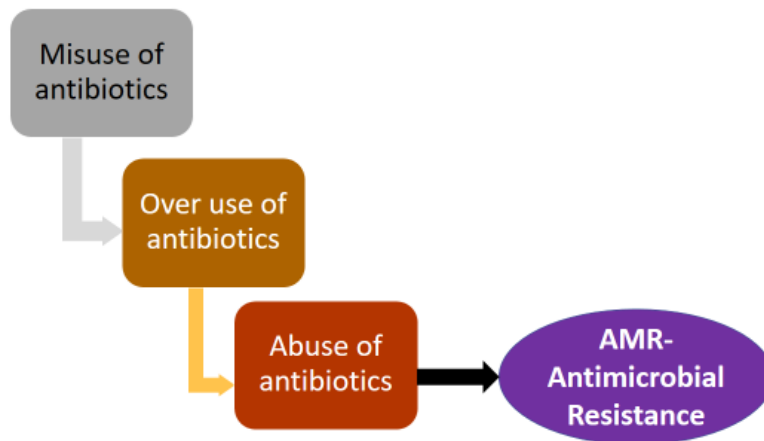 Misuse of
antibiotics
Over use of
antibiotics
Abuse of
antibiotics
AMR-
Antimicrobial
Resistance